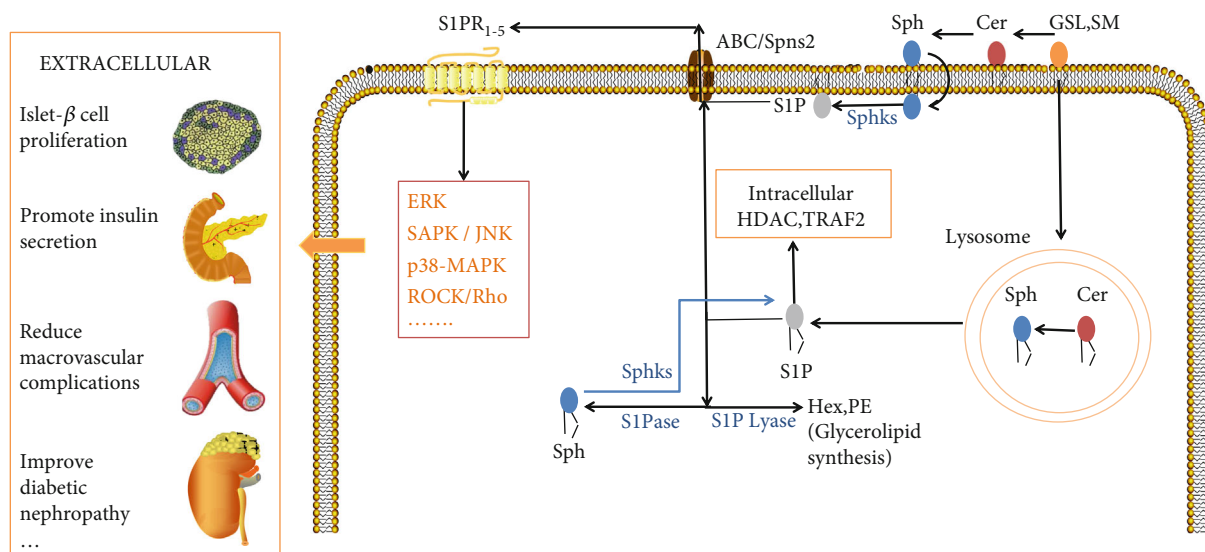 EXTRACELLULAR
Islet-β cell
proliferation
Promote insulin
secretion
Reduce
macrovascular
complications
Improve
diabetic
nephropathy
...
S1PR1-5
ABC/Spns2
Sph
Cer
GSL,SM
S1P
Sphks
ERK
SAPK / JNK
p38-MAPK
ROCK/Rho
.......
Intracellular
HDAC,TRAF2
Lysosome
Sph
Cer
S1P
Sphks
Sph
S1Pase
S1P Lyase
Hex,PE
(Glycerolipid
synthesis)